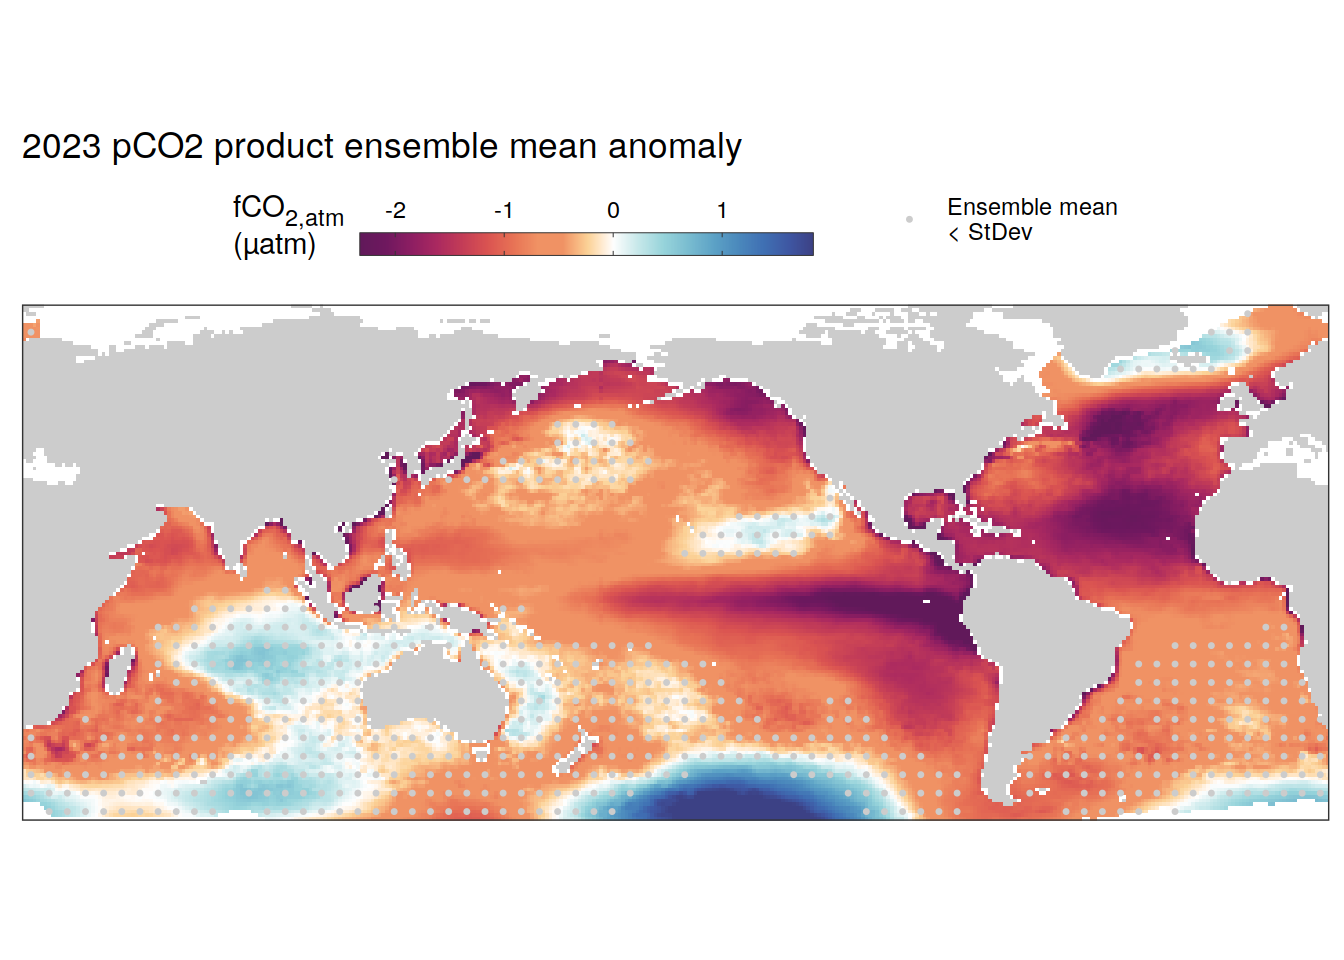 2023 pCO2 product ensemble mean anomaly
fCO2,atm
(µatm)
-2 -1 0 1
Ensemble mean
< StDev